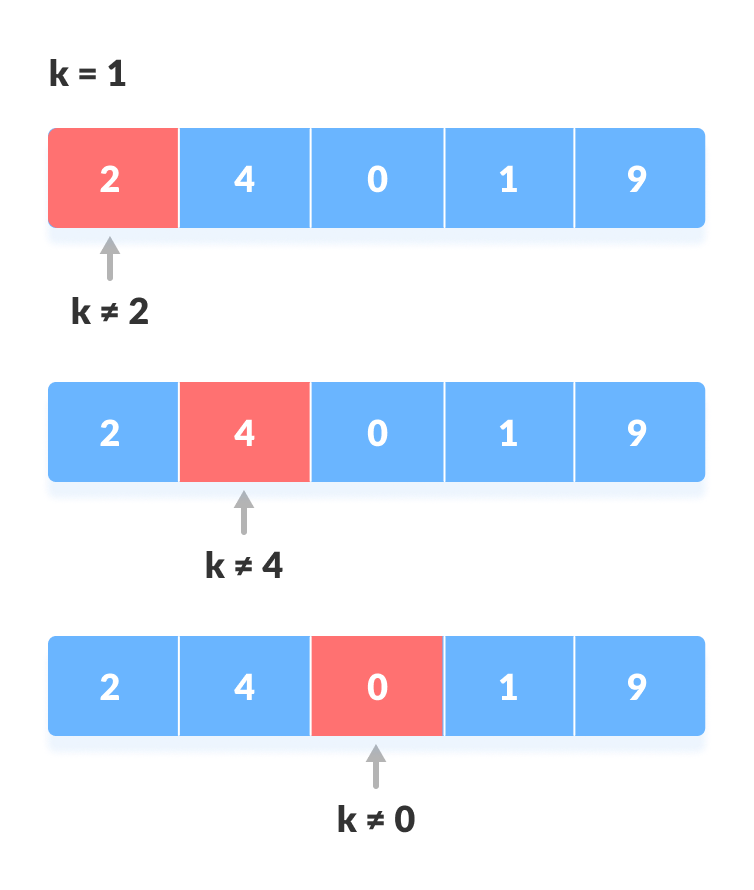 k = 1
2 4 0 1 9
k ≠ 2
2 4 0 1 9
k ≠ 4
2 4 0 1 9
k ≠ 0